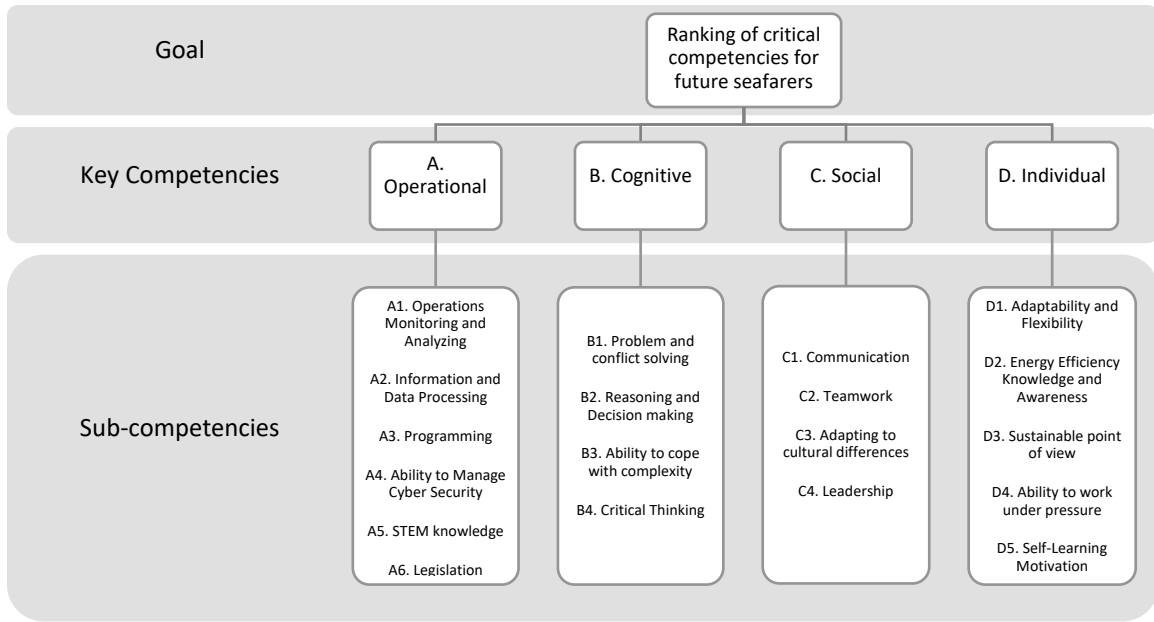 Goal
Ranking of critical
competencies for
future seafarers
Key Competencies
A.
Operational
B. Cognitive
C. Social
D. Individual
Sub-competencies
A1. Operations
Monitoring and
Analyzing
A2. Information and
Data Processing
A3. Programming
A4. Ability to Manage
Cyber Security
A5. STEM knowledge
A6. Legislation
B1. Problem and
conflict solving
B2. Reasoning and
Decision making
B3. Ability to cope
with complexity
B4. Critical Thinking
C1. Communication
C2. Teamwork
C3. Adapting to
cultural differences
C4. Leadership
D1. Adaptability and
Flexibility
D2. Energy Efficiency
Knowledge and
Awareness
D3. Sustainable point
of view
D4. Ability to work
under pressure
D5. Self-Learning
Motivation